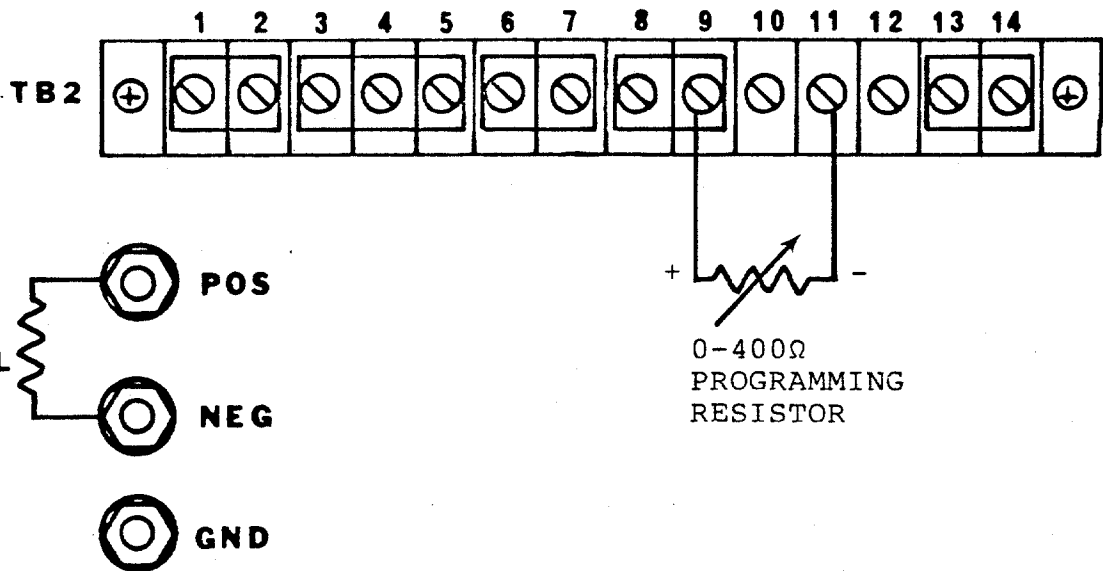 1 2 3 4 5 6 7 8 9 10 11 12 13 14
TB2
POS
+ -
L
0-400Ω
PROGRAMMING
NEG
RESISTOR
GND